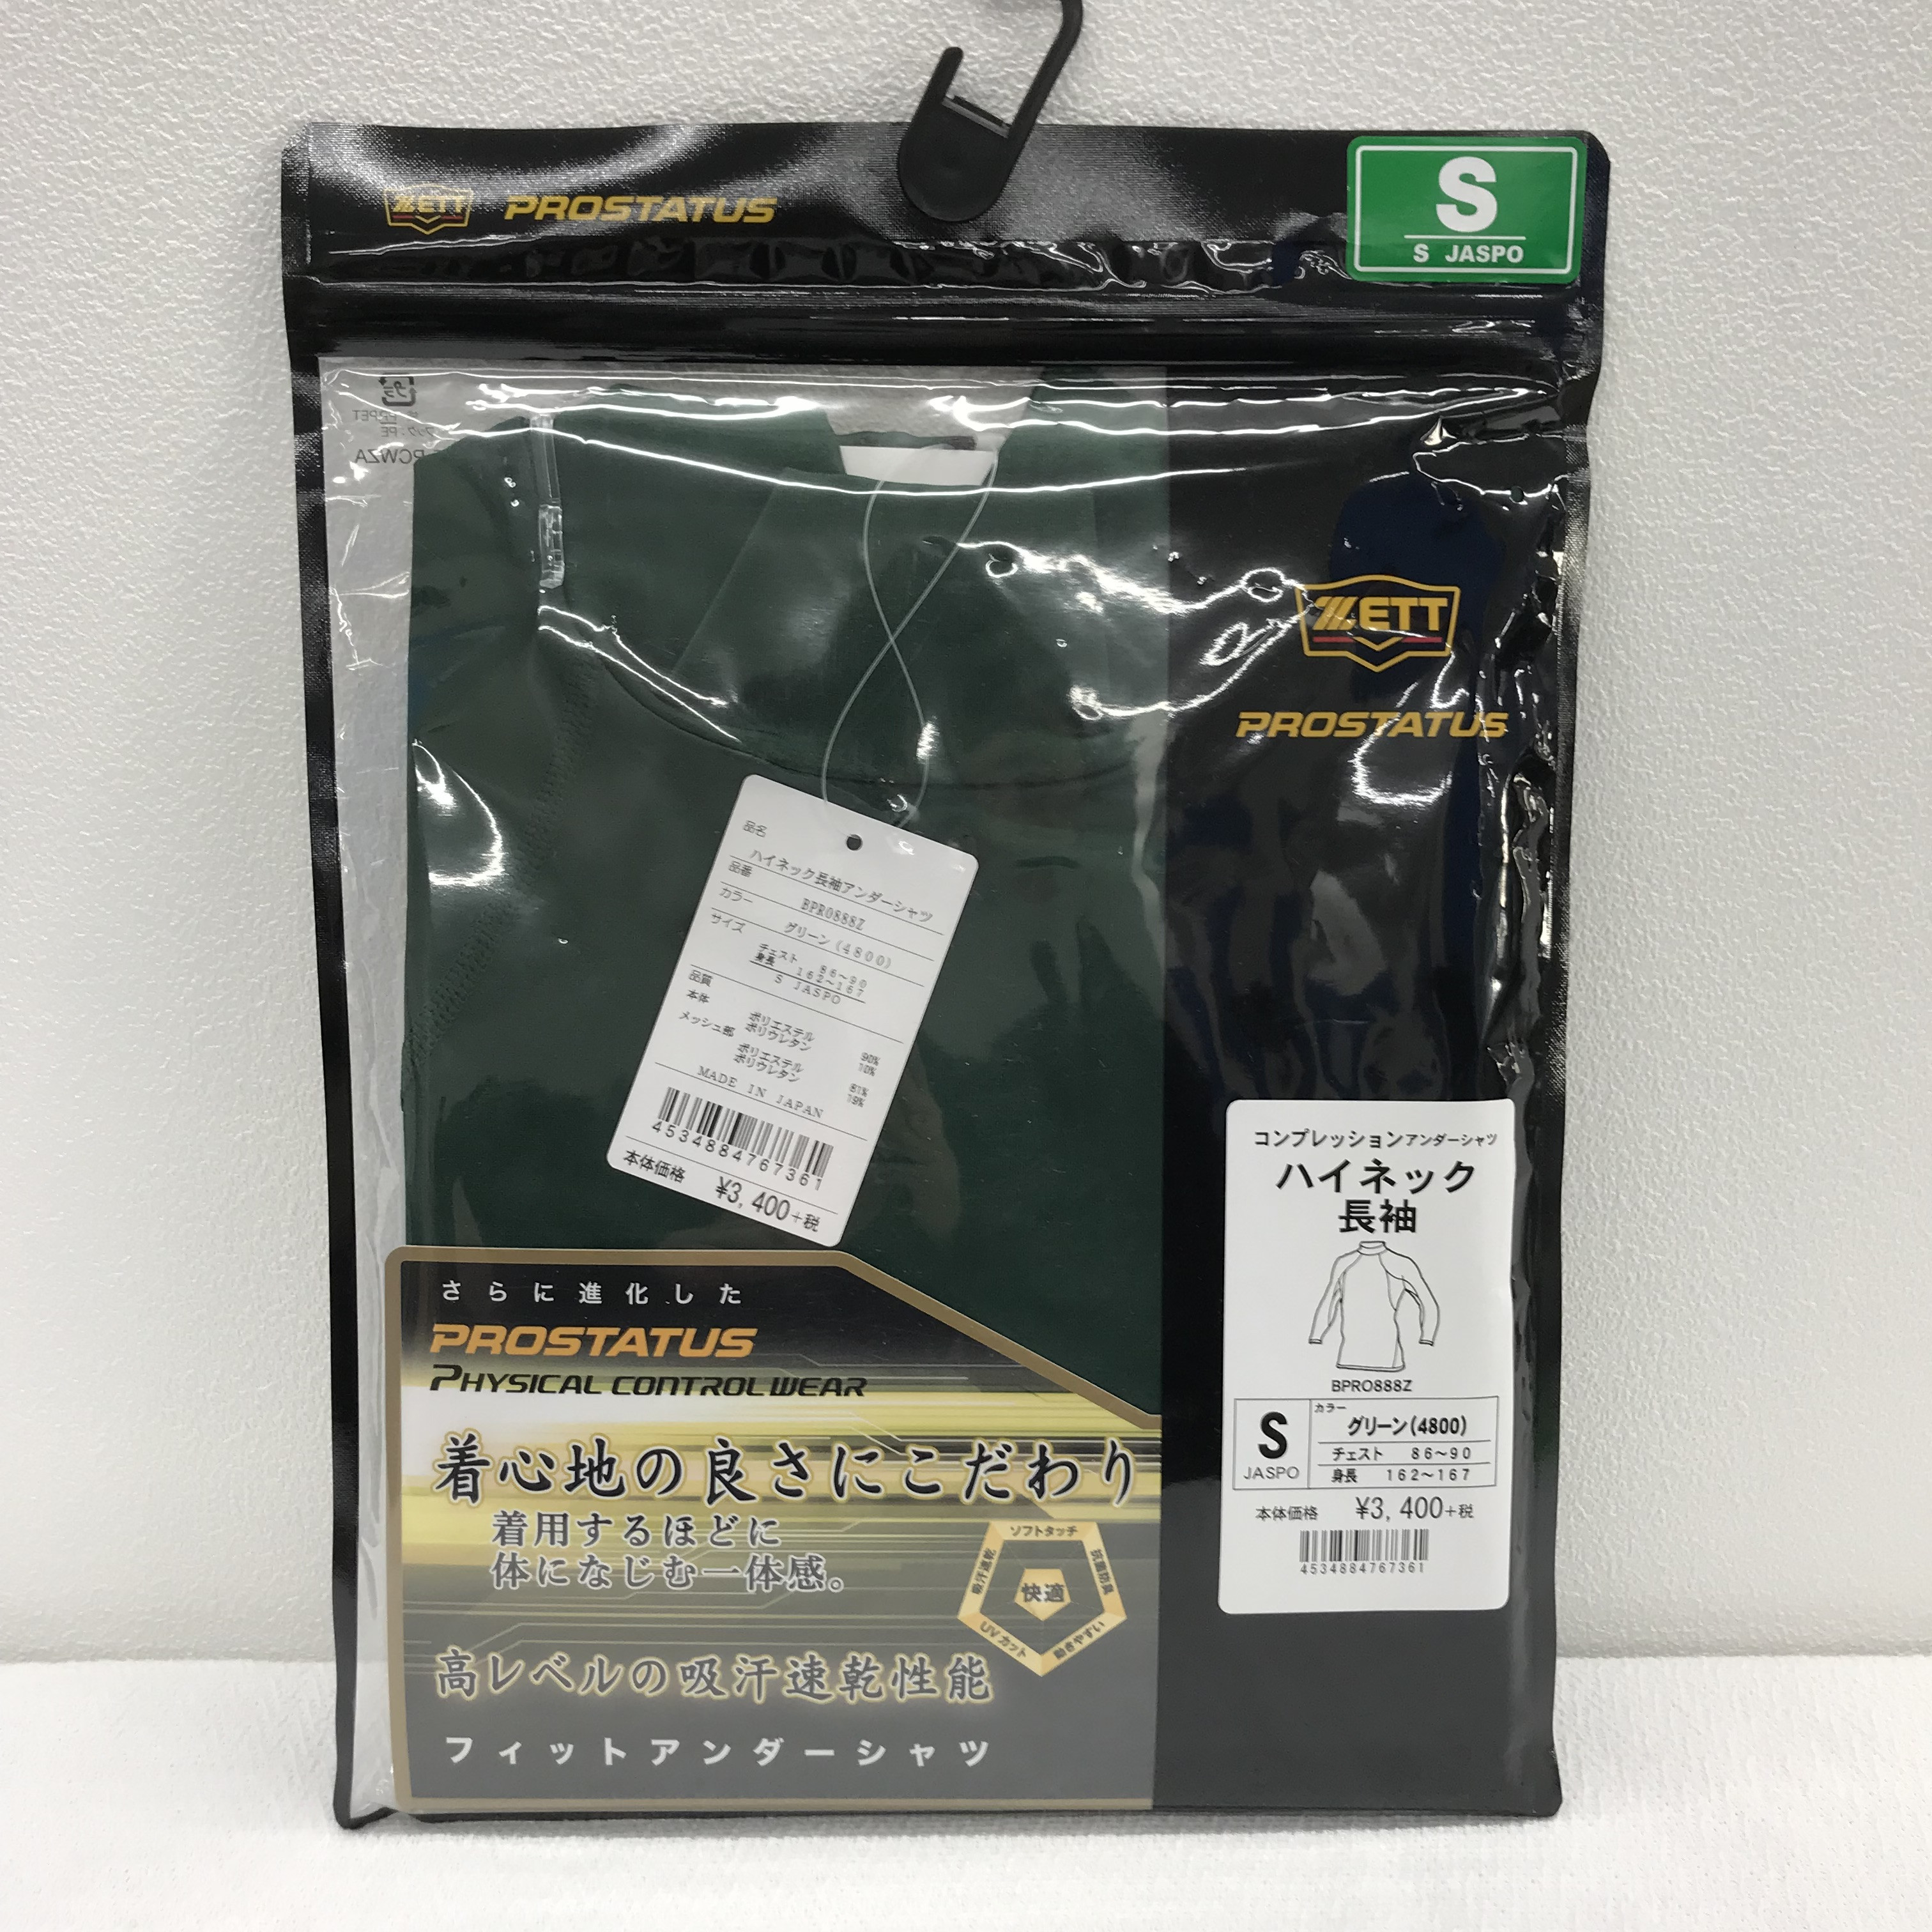 ZETT PROSTATUS
S
S JASPO
ZETT
PROSTATUS
品名
ハイネック長袖アンダーシャツ
品番
BPRO888Z
カラー
グリーン(4800)
サイズ
チェスト 86〜90
身長 162〜167
S JASPO
品質
本体
ポリエステル 90%
ポリウレタン 10%
メッシュ部
ポリエステル 81%
ポリウレタン 19%
MADE IN JAPAN
4534884767361
本体価格 ¥3,400+税
さらに進化した
PROSTATUS
PHYSICAL CONTROL WEAR
着心地の良さにこだわり
着用するほどに
体になじむ一体感。
ソフトタッチ
抗菌防臭
動きやすい
UVカット
吸汗速乾
快適
高レベルの吸汗速乾性能
フィットアンダーシャツ
コンプレッションアンダーシャツ
ハイネック
長袖
BPRO888Z
S
JASPO
カラー
グリーン(4800)
チェスト 86〜90
身長 162〜167
本体価格 ¥3,400+税
4534884767361